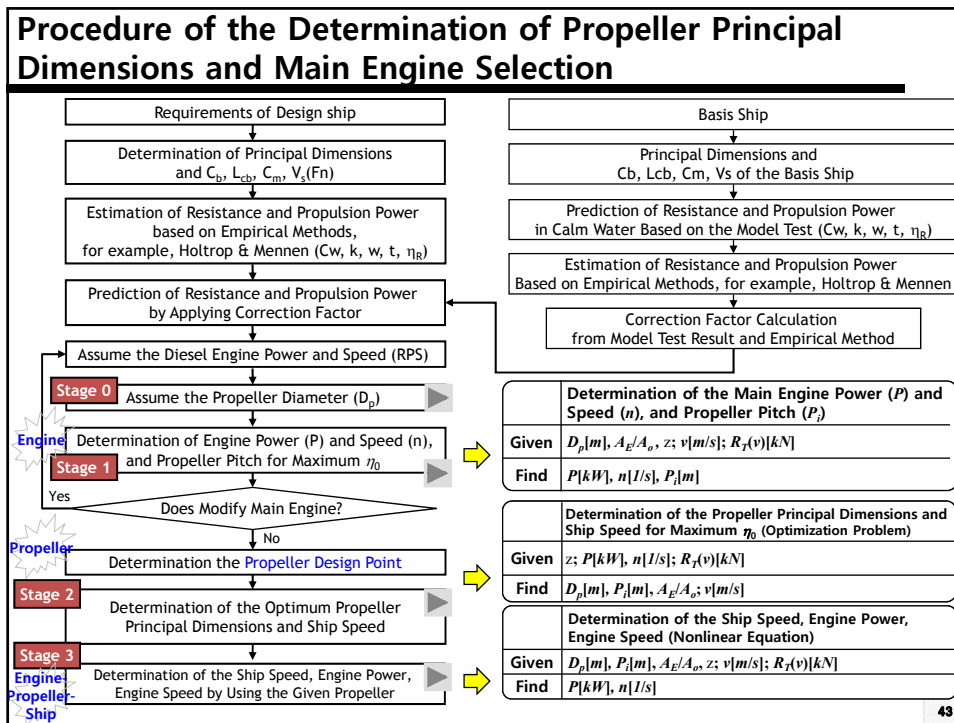 Procedure of the Determination of Propeller Principal
Dimensions and Main Engine Selection
Requirements of Design ship
Determination of Principal Dimensions
and Cb, Lcb, Cm, Vs(Fn)
Estimation of Resistance and Propulsion Power
based on Empirical Methods,
for example, Holtrop & Mennen (Cw, k, w, t, ηR)
Prediction of Resistance and Propulsion Power
by Applying Correction Factor
Assume the Diesel Engine Power and Speed (RPS)
Stage 0
Assume the Propeller Diameter (Dp)
Engine
Determination of Engine Power (P) and Speed (n),
and Propeller Pitch for Maximum η0
Stage 1
Yes
Does Modify Main Engine?
No
Propeller
Determination the Propeller Design Point
Stage 2
Determination of the Optimum Propeller
Principal Dimensions and Ship Speed
Stage 3
Engine-
Propeller-
Ship
Determination of the Ship Speed, Engine Power,
Engine Speed by Using the Given Propeller
Basis Ship
Principal Dimensions and
Cb, Lcb, Cm, Vs of the Basis Ship
Prediction of Resistance and Propulsion Power
in Calm Water Based on the Model Test (Cw, k, w, t, ηR)
Estimation of Resistance and Propulsion Power
Based on Empirical Methods, for example, Holtrop & Mennen
Correction Factor Calculation
from Model Test Result and Empirical Method
Determination of the Main Engine Power (P) and
Speed (n), and Propeller Pitch (Pi)
Given Dp[m], AE/Ao, z; v[m/s]; RT(v)[kN]
Find P[kW], n[1/s], Pi[m]
Determination of the Propeller Principal Dimensions and
Ship Speed for Maximum η0 (Optimization Problem)
Given z; P[kW], n[1/s]; RT(v)[kN]
Find Dp[m], Pi[m], AE/Ao; v[m/s]
Determination of the Ship Speed, Engine Power,
Engine Speed (Nonlinear Equation)
Given Dp[m], Pi[m], AE/Ao, z; v[m/s]; RT(v)[kN]
Find P[kW], n[1/s]
43